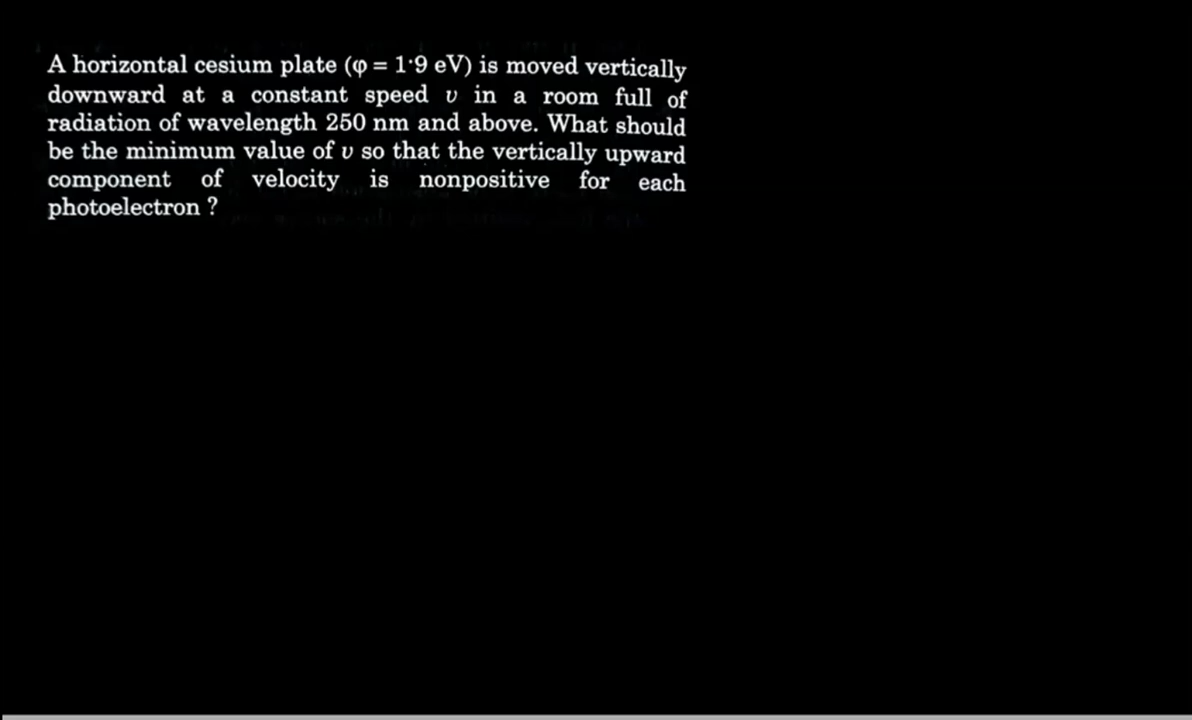 A horizontal cesium plate (φ = 1·9 eV) is moved vertically
downward at a constant speed v in a room full of
radiation of wavelength 250 nm and above. What should
be the minimum value of v so that the vertically upward
component of velocity is nonpositive for each
photoelectron ?